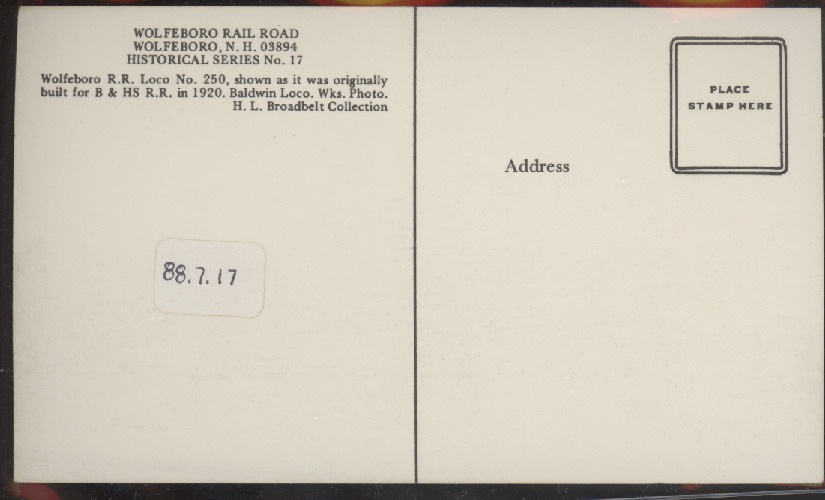 WOLFEBORO RAIL ROAD
WOLFEBORO, N. H. 03894
HISTORICAL SERIES No. 17
Wolfeboro R.R. Loco No. 250, shown as it was originally
built for B & HS R.R. in 1920. Baldwin Loco. Wks. Photo.
H. L. Broadbelt Collection
88.7.17
PLACE
STAMP HERE
Address